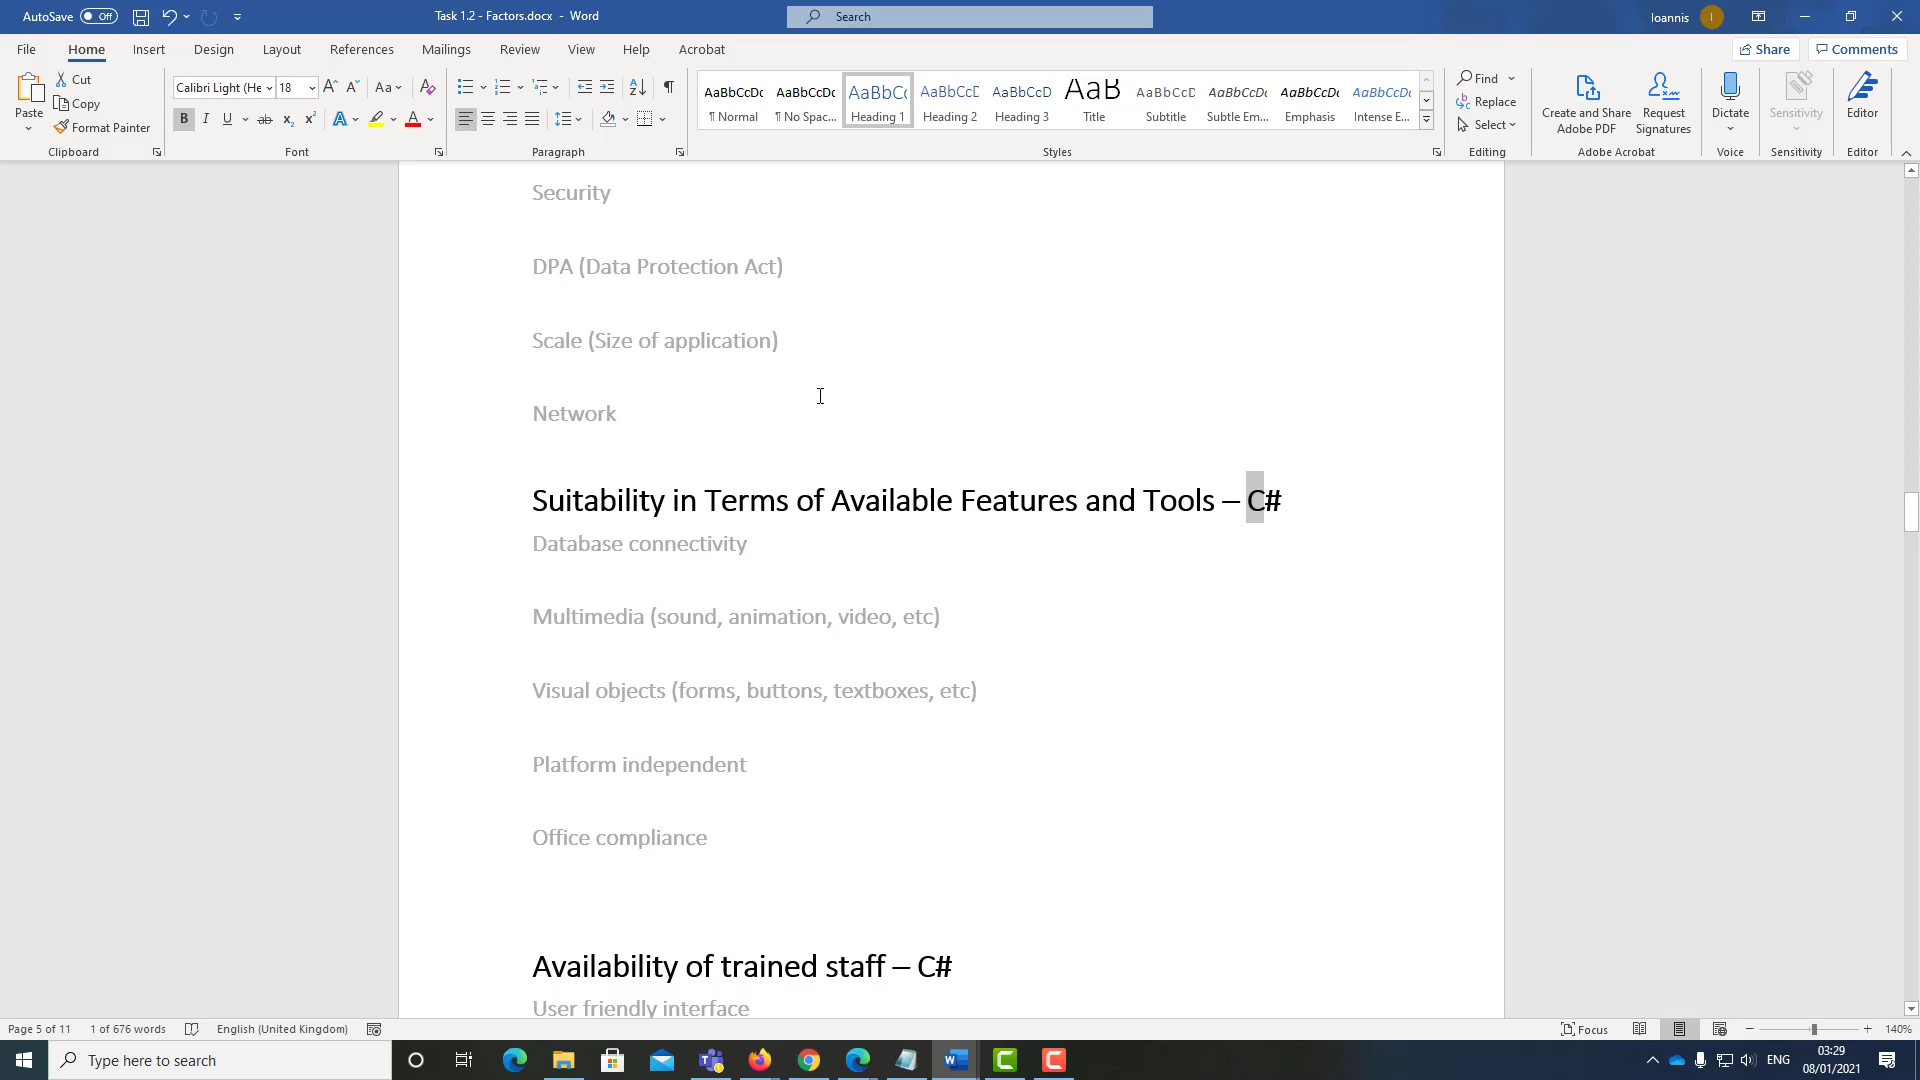 AutoSave Off
Task 1.2 - Factors.docx - Word
Search
Ioannis
I
File Home Insert Design Layout References Mailings Review View Help Acrobat
Share Comments
Paste
Cut
Copy
Format Painter
Clipboard
Calibri Light (He 18
Font
Paragraph
AaBbCcDc
¶ Normal
AaBbCcDc
¶ No Spac...
AaBbCc
Heading 1
AaBbCcD
Heading 2
AaBbCcD
Heading 3
AaB
Title
AaBbCcD
Subtitle
AaBbCcDc
Subtle Em...
AaBbCcDc
Emphasis
AaBbCcDc
Intense E...
Styles
Find
Replace
Select
Editing
Create and Share
Adobe PDF
Request
Signatures
Adobe Acrobat
Dictate
Voice
Sensitivity
Sensitivity
Editor
Editor
Security
DPA (Data Protection Act)
Scale (Size of application)
Network
Suitability in Terms of Available Features and Tools – C#
Database connectivity
Multimedia (sound, animation, video, etc)
Visual objects (forms, buttons, textboxes, etc)
Platform independent
Office compliance
Availability of trained staff – C#
User friendly interface
Page 5 of 11 1 of 676 words English (United Kingdom)
Focus
140%
Type here to search
ENG
03:29
08/01/2021